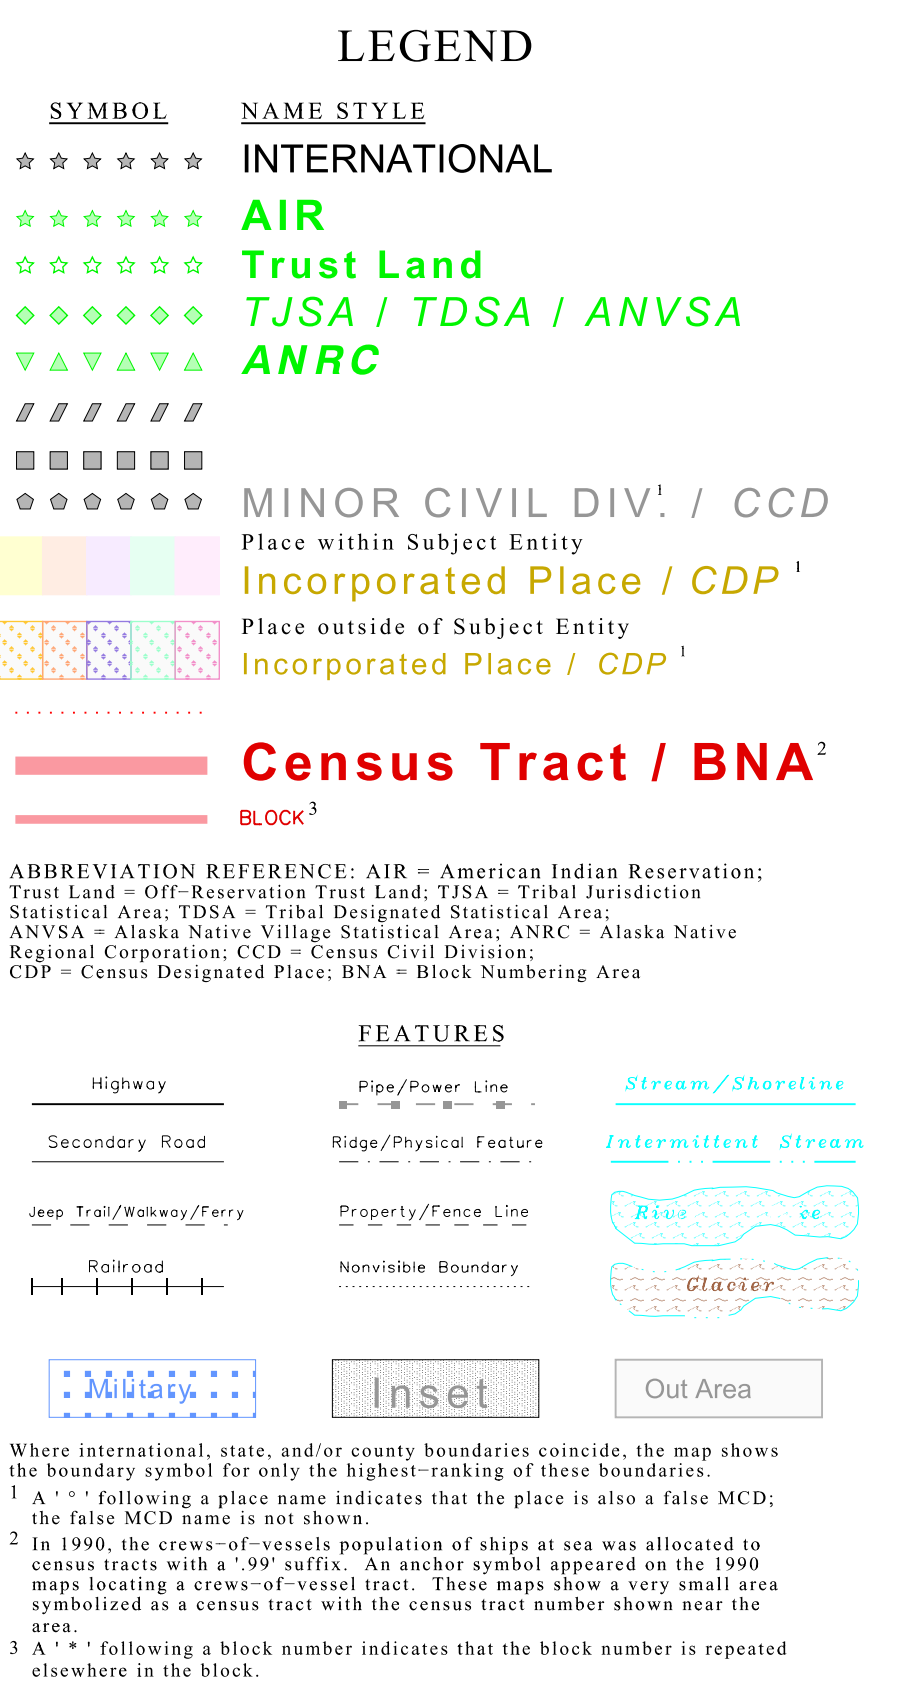 LEGEND
SYMBOL NAME STYLE
INTERNATIONAL
AIR
Trust Land
TJSA / TDSA / ANVSA
ANRC
MINOR CIVIL DIV.¹ / CCD
Place within Subject Entity
Incorporated Place / CDP ¹
Place outside of Subject Entity
Incorporated Place / CDP ¹
Census Tract / BNA²
BLOCK³
ABBREVIATION REFERENCE: AIR = American Indian Reservation;
Trust Land = Off−Reservation Trust Land; TJSA = Tribal Jurisdiction
Statistical Area; TDSA = Tribal Designated Statistical Area;
ANVSA = Alaska Native Village Statistical Area; ANRC = Alaska Native
Regional Corporation; CCD = Census Civil Division;
CDP = Census Designated Place; BNA = Block Numbering Area
FEATURES
Highway Pipe/Power Line Stream/Shoreline
Secondary Road Ridge/Physical Feature Intermittent Stream
Jeep Trail/Walkway/Ferry Property/Fence Line Rive ce
Railroad Nonvisible Boundary Glacier
Military Inset Out Area
Where international, state, and/or county boundaries coincide, the map shows
the boundary symbol for only the highest−ranking of these boundaries.
1 A ' ° ' following a place name indicates that the place is also a false MCD;
the false MCD name is not shown.
2 In 1990, the crews−of−vessels population of ships at sea was allocated to
census tracts with a '.99' suffix. An anchor symbol appeared on the 1990
maps locating a crews−of−vessel tract. These maps show a very small area
symbolized as a census tract with the census tract number shown near the
area.
3 A ' * ' following a block number indicates that the block number is repeated
elsewhere in the block.